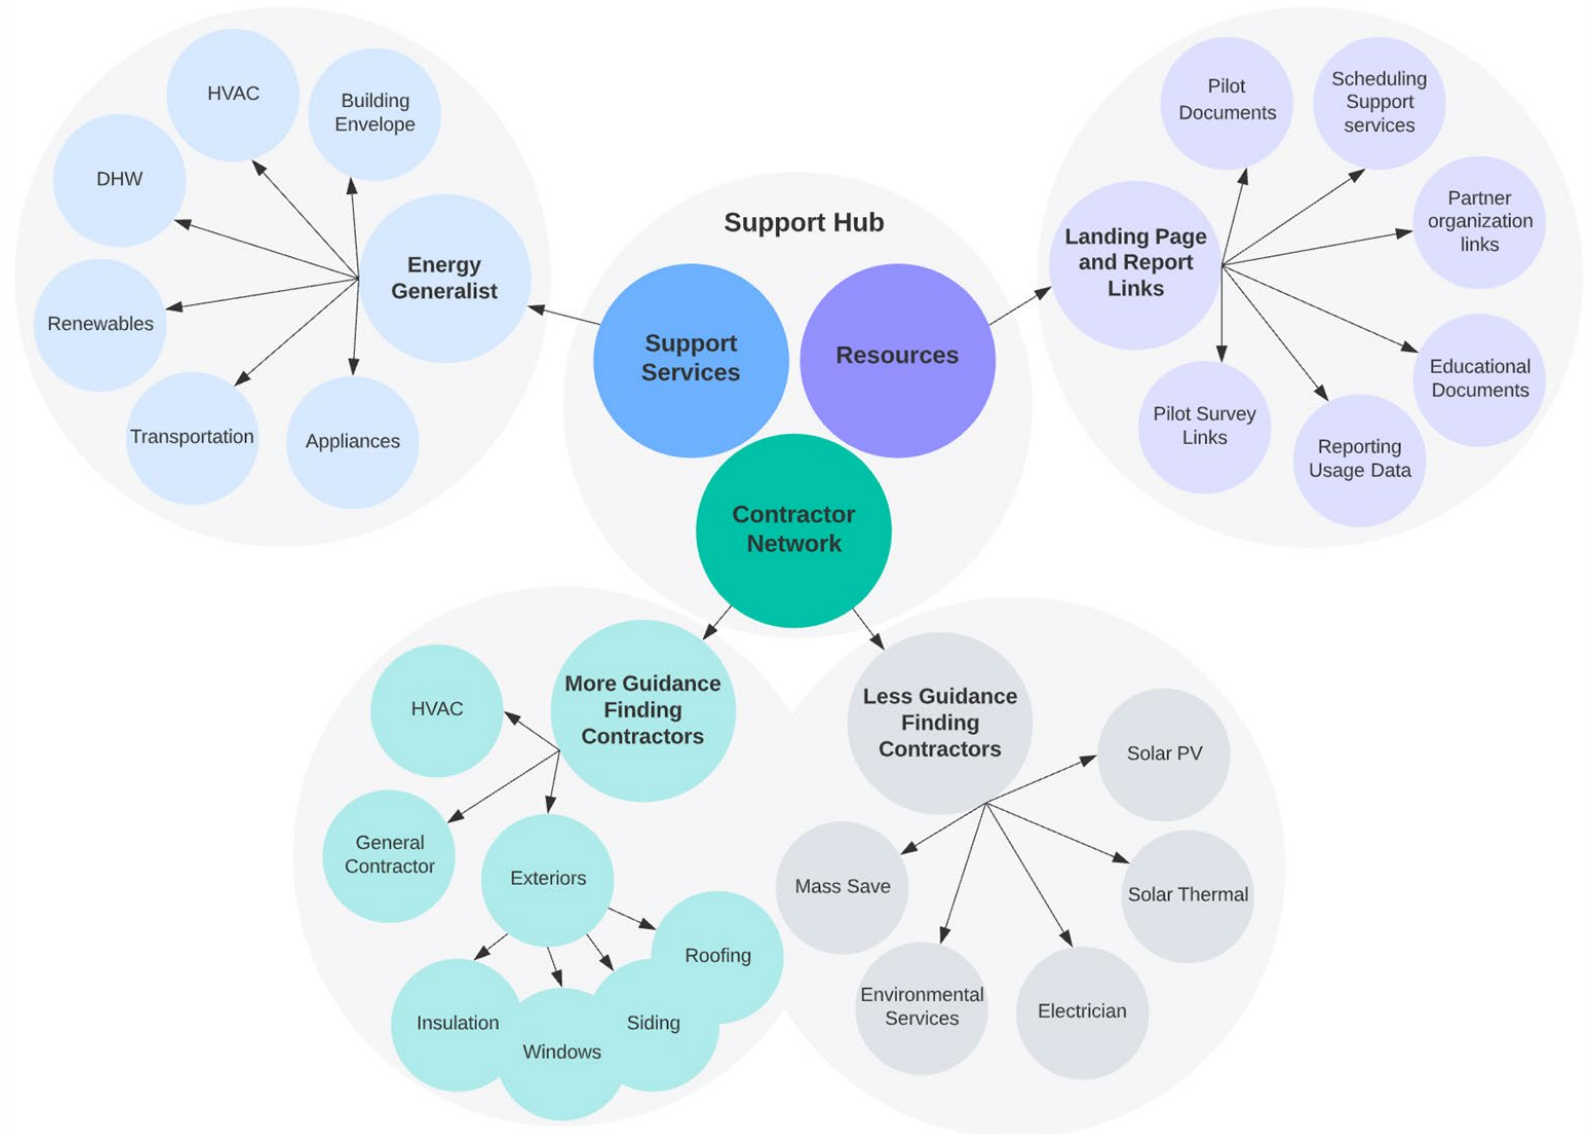 HVAC
Building
Envelope
DHW
Energy
Generalist
Renewables
Transportation
Appliances
Support Hub
Support
Services
Resources
Contractor
Network
Pilot
Documents
Scheduling
Support
services
Partner
organization
links
Landing Page
and Report
Links
Educational
Documents
Pilot Survey
Links
Reporting
Usage Data
More Guidance
Finding
Contractors
HVAC
General
Contractor
Exteriors
Roofing
Insulation
Windows
Siding
Less Guidance
Finding
Contractors
Solar PV
Solar Thermal
Mass Save
Environmental
Services
Electrician